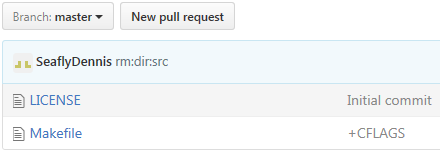 Branch: master New pull request
SeaflyDennis rm:dir:src
LICENSE Initial commit
Makefile +CFLAGS